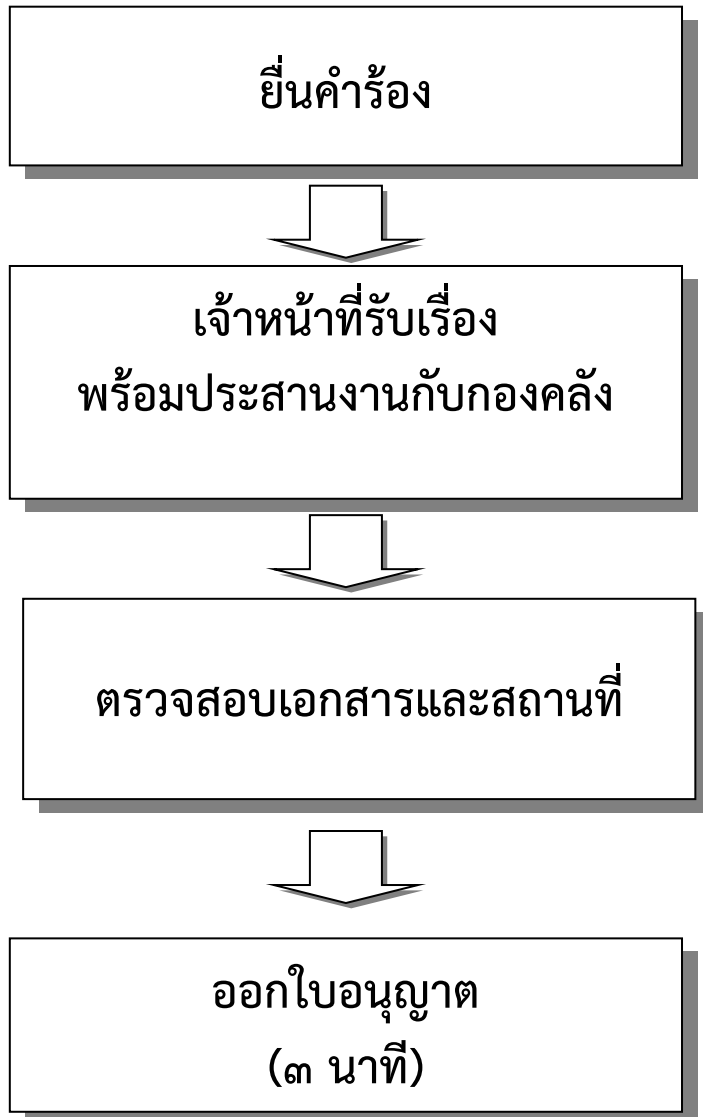 ยื่นคำร้อง
เจ้าหน้าที่รับเรื่อง
พร้อมประสานงานกับกองคลัง
ตรวจสอบเอกสารและสถานที่
ออกใบอนุญาต
(๓ นาที)